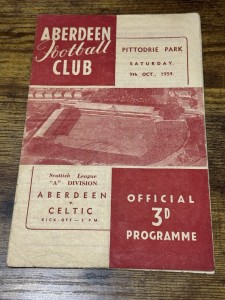 ABERDEEN
Football
CLUB
PITTODRIE PARK
SATURDAY,
9th OCT., 1954.
Scottish League
"A" DIVISION
ABERDEEN
v.
CELTIC
KICK-OFF—3 P.M.
OFFICIAL
3D
PROGRAMME